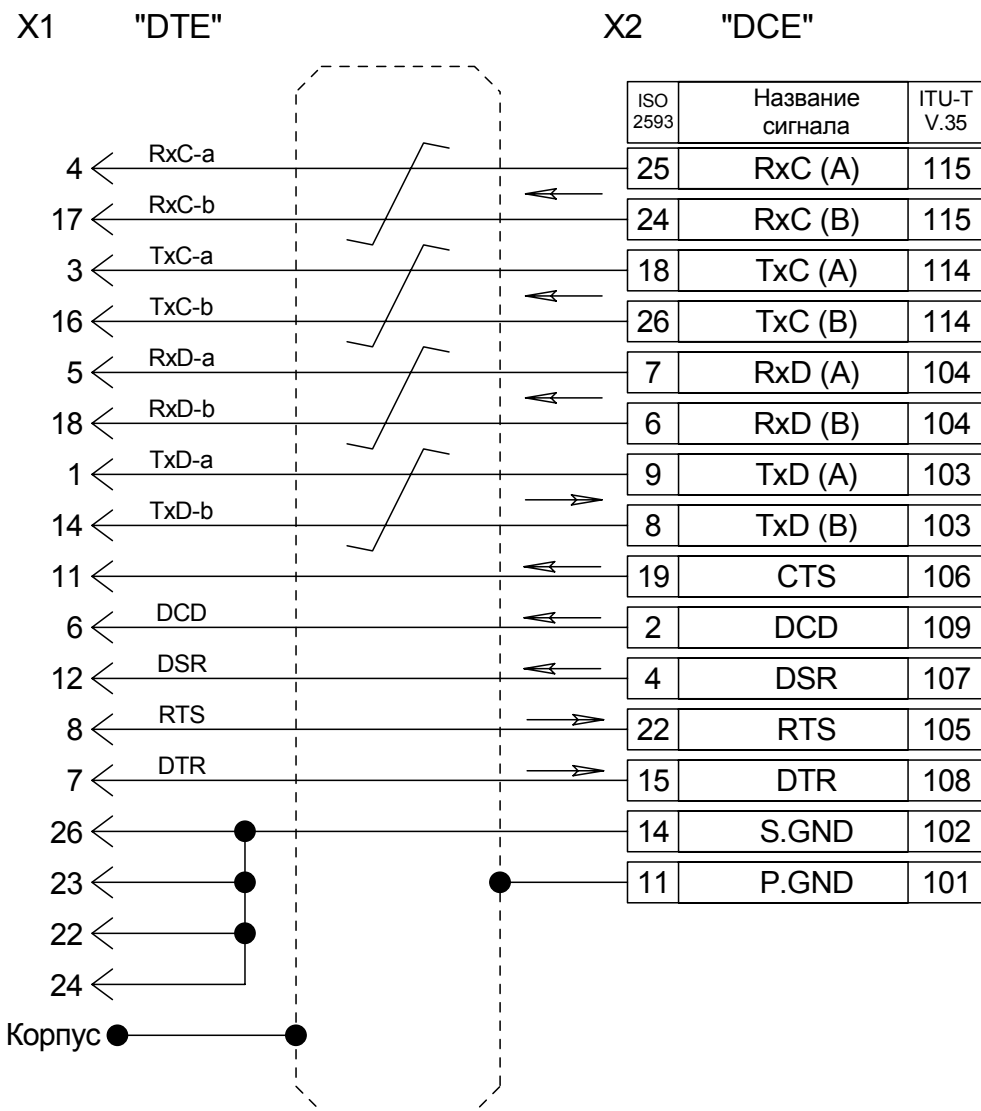 X1 "DTE" X2 "DCE"
ISO 2593 Название сигнала ITU-T V.35
4 RxC-a 25 RxC (A) 115
17 RxC-b 24 RxC (B) 115
3 TxC-a 18 TxC (A) 114
16 TxC-b 26 TxC (B) 114
5 RxD-a 7 RxD (A) 104
18 RxD-b 6 RxD (B) 104
1 TxD-a 9 TxD (A) 103
14 TxD-b 8 TxD (B) 103
11 19 CTS 106
6 DCD 2 DCD 109
12 DSR 4 DSR 107
8 RTS 22 RTS 105
7 DTR 15 DTR 108
26 14 S.GND 102
23 11 P.GND 101
22
24
Корпус